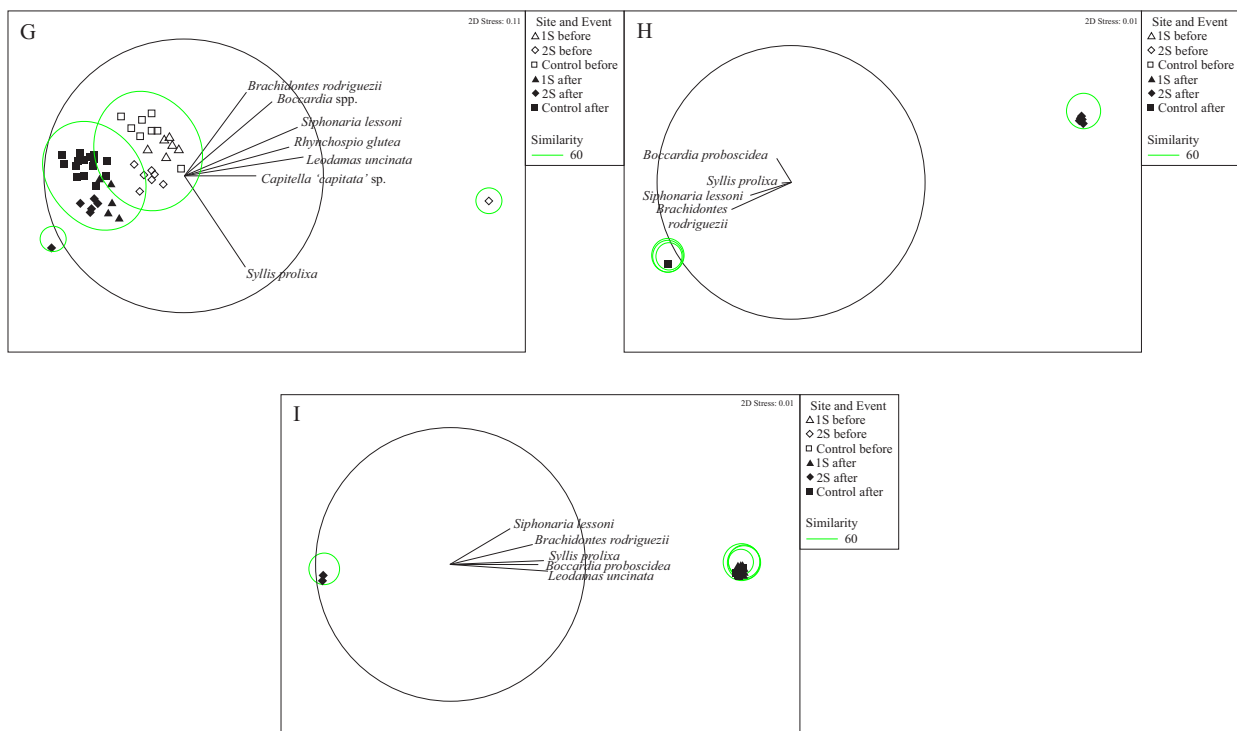 G
2D Stress: 0.11
Brachidontes rodriguezii
Boccardia spp.
Siphonaria lessoni
Rhynchospio glutea
Leodamas uncinata
Capitella 'capitata' sp.
Syllis prolixa
Site and Event
1S before
2S before
Control before
1S after
2S after
Control after
Similarity
60
H
2D Stress: 0.01
Boccardia proboscidea
Syllis prolixa
Siphonaria lessoni
Brachidontes
rodriguezii
Site and Event
1S before
2S before
Control before
1S after
2S after
Control after
Similarity
60
I
2D Stress: 0.01
Siphonaria lessoni
Brachidontes rodriguezii
Syllis prolixa
Boccardia proboscidea
Leodamas uncinata
Site and Event
1S before
2S before
Control before
1S after
2S after
Control after
Similarity
60